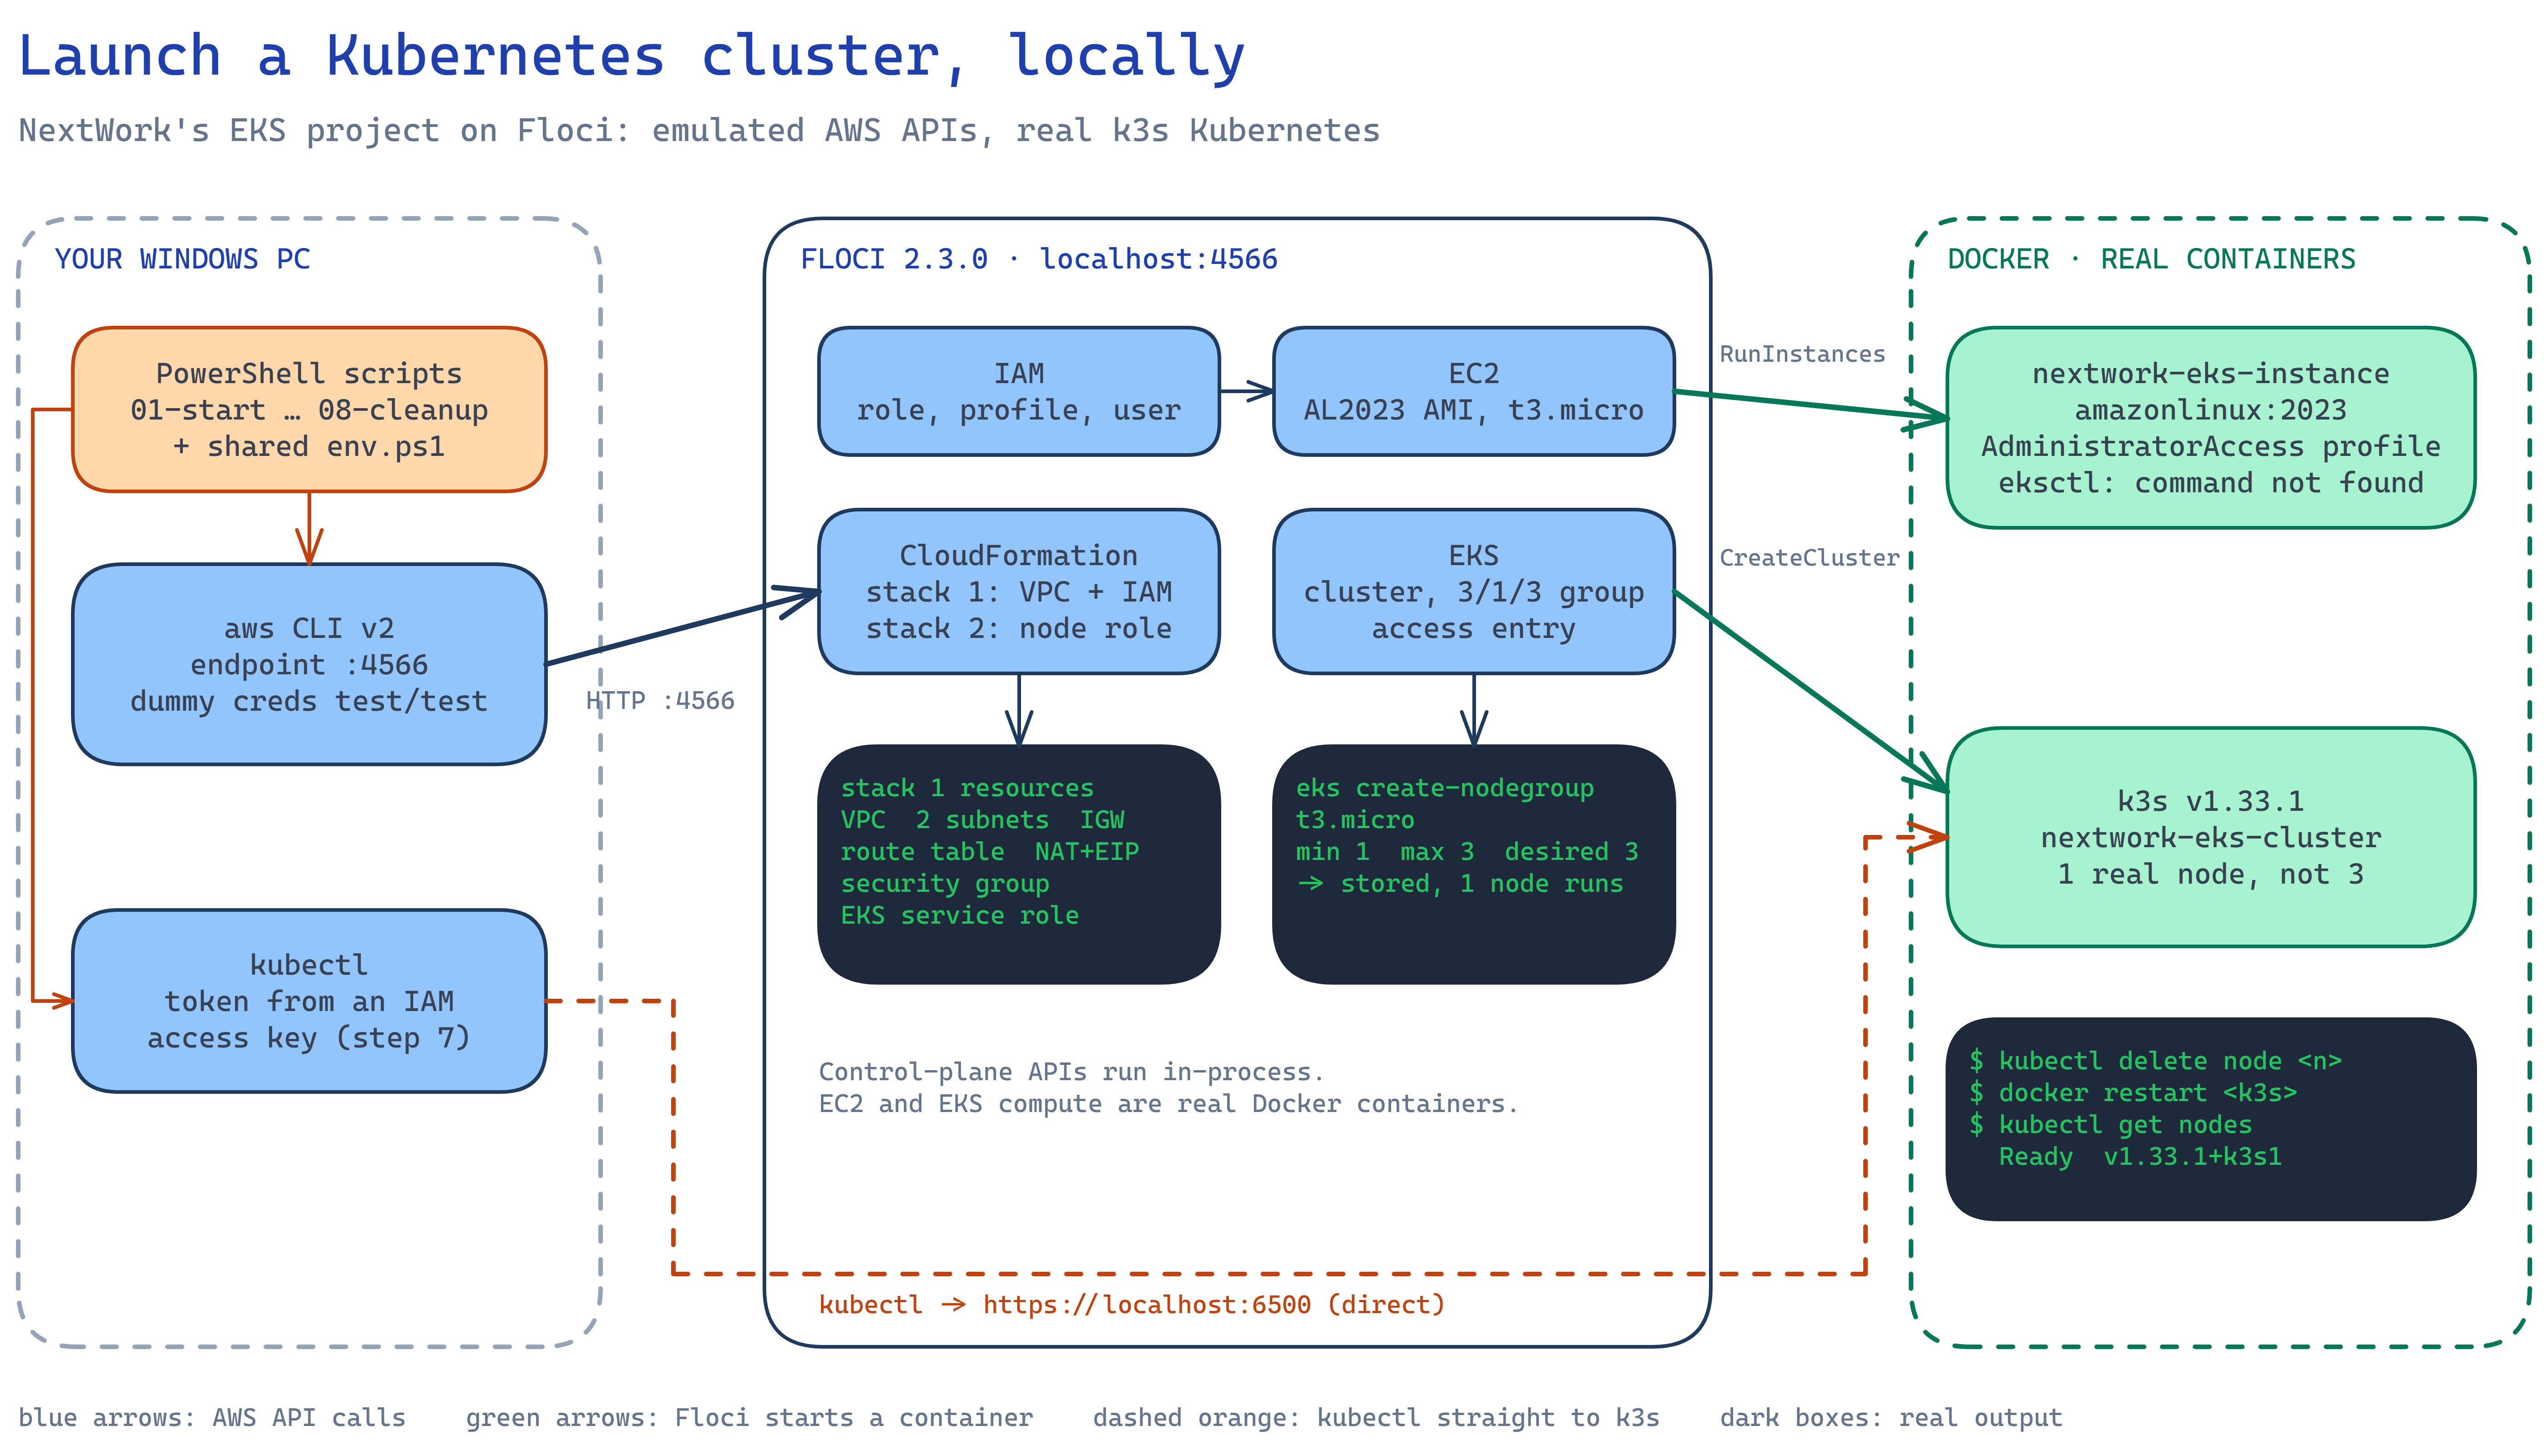 Launch a Kubernetes cluster, locally
NextWork's EKS project on Floci: emulated AWS APIs, real k3s Kubernetes
YOUR WINDOWS PC
PowerShell scripts
01-start … 08-cleanup
+ shared env.ps1
aws CLI v2
endpoint :4566
dummy creds test/test
kubectl
token from an IAM
access key (step 7)
HTTP :4566
FLOCI 2.3.0 · localhost:4566
IAM
role, profile, user
EC2
AL2023 AMI, t3.micro
CloudFormation
stack 1: VPC + IAM
stack 2: node role
EKS
cluster, 3/1/3 group
access entry
stack 1 resources
VPC  2 subnets  IGW
route table  NAT+EIP
security group
EKS service role
eks create-nodegroup
t3.micro
min 1  max 3  desired 3
→ stored, 1 node runs
Control-plane APIs run in-process.
EC2 and EKS compute are real Docker containers.
kubectl → https://localhost:6500 (direct)
RunInstances
CreateCluster
DOCKER · REAL CONTAINERS
nextwork-eks-instance
amazonlinux:2023
AdministratorAccess profile
eksctl: command not found
k3s v1.33.1
nextwork-eks-cluster
1 real node, not 3
$ kubectl delete node <n>
$ docker restart <k3s>
$ kubectl get nodes
Ready  v1.33.1+k3s1
blue arrows: AWS API calls    green arrows: Floci starts a container    dashed orange: kubectl straight to k3s    dark boxes: real output